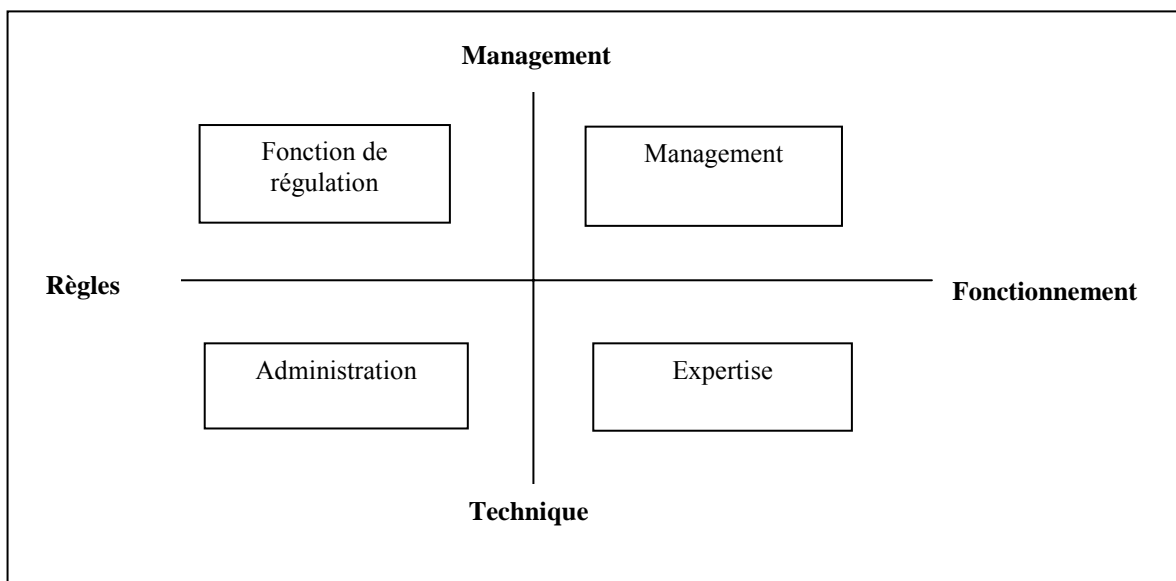 Management
Fonction de
régulation
Management
Règles
Fonctionnement
Administration
Expertise
Technique